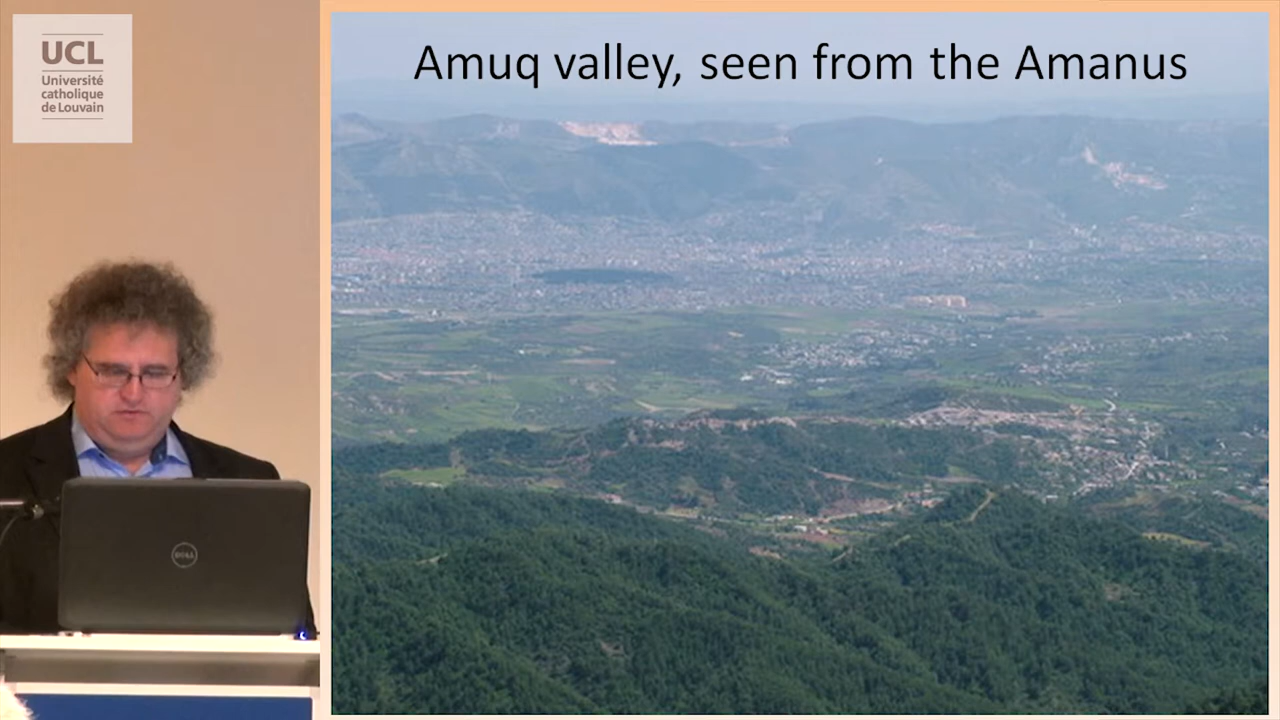 UCL
Université
catholique
de Louvain
Amuq valley, seen from the Amanus
DELL